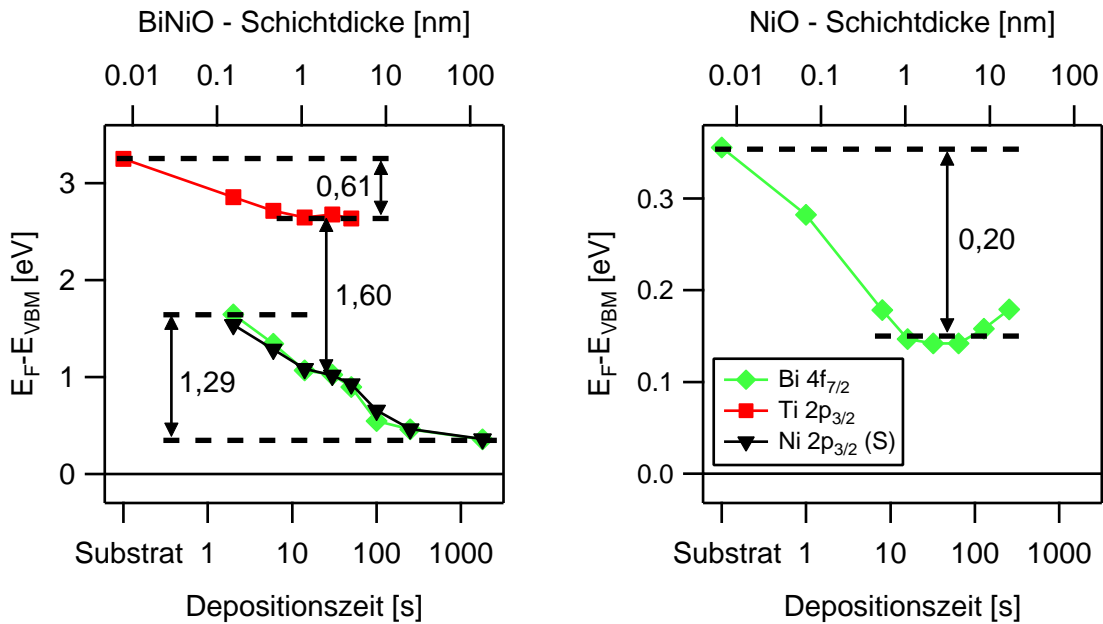 BiNiO - Schichtdicke [nm]
0.01 0.1 1 10 100
E_F-E_VBM [eV]
3
2
1
0
0,61
1,60
1,29
Substrat 1 10 100 1000
Depositionszeit [s]
NiO - Schichtdicke [nm]
0.01 0.1 1 10 100
E_F-E_VBM [eV]
0.3
0.2
0.1
0.0
0,20
Bi 4f_7/2
Ti 2p_3/2
Ni 2p_3/2 (S)
Substrat 1 10 100 1000
Depositionszeit [s]